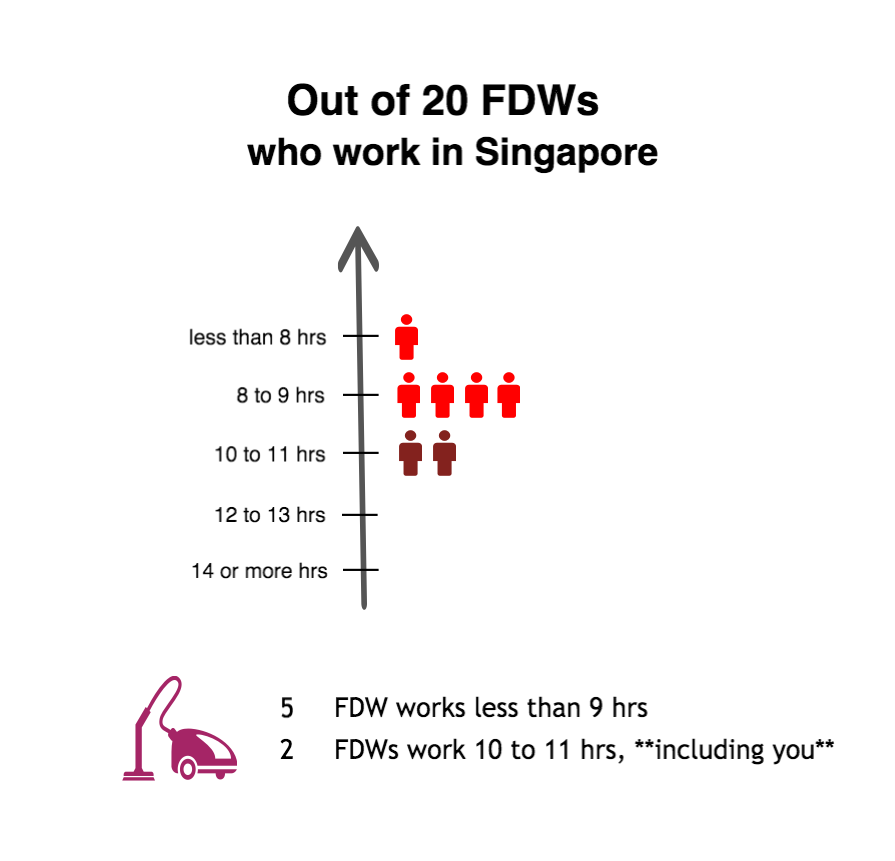 Out of 20 FDWs
who work in Singapore
less than 8 hrs
8 to 9 hrs
10 to 11 hrs
12 to 13 hrs
14 or more hrs
5 FDW works less than 9 hrs
2 FDWs work 10 to 11 hrs, **including you**